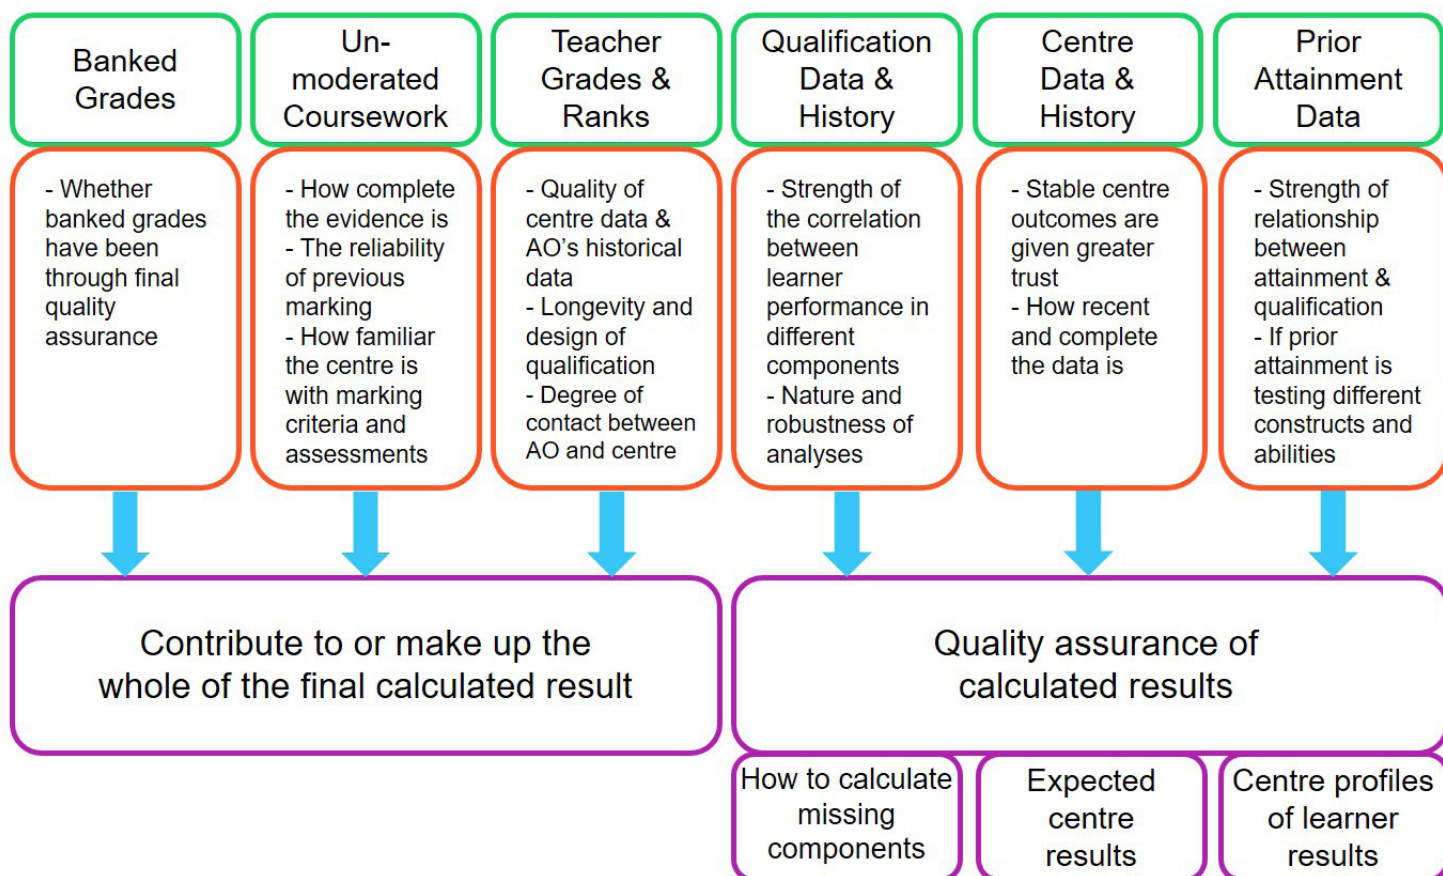 Banked
Grades
Un-
moderated
Coursework
Teacher
Grades &
Ranks
Qualification
Data &
History
Centre
Data &
History
Prior
Attainment
Data
- Whether
banked grades
have been
through final
quality
assurance
- How complete
the evidence is
- The reliability
of previous
marking
- How familiar
the centre is
with marking
criteria and
assessments
- Quality of
centre data &
AO's historical
data
- Longevity and
design of
qualification
- Degree of
contact between
AO and centre
- Strength of
the correlation
between
learner
performance in
different
components
- Nature and
robustness of
analyses
- Stable centre
outcomes are
given greater
trust
- How recent
and complete
the data is
- Strength of
relationship
between
attainment &
qualification
- If prior
attainment is
testing different
constructs and
abilities
Contribute to or make up the
whole of the final calculated result
Quality assurance of
calculated results
How to calculate
missing
components
Expected
centre
results
Centre profiles
of learner
results